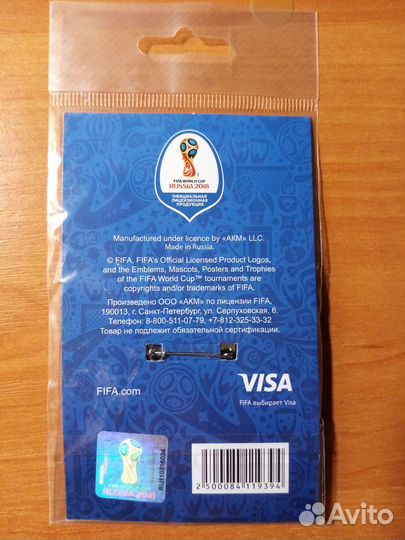 FIFA WORLD CUP
RUSSIA 2018
ОФИЦИАЛЬНАЯ
ЛИЦЕНЗИОННАЯ
ПРОДУКЦИЯ
Manufactured under licence by «AKM» LLC.
Made in Russia.
© FIFA, FIFA's Official Licensed Product Logos,
and the Emblems, Mascots, Posters and Trophies
of the FIFA World Cup™ tournaments are
copyrights and/or trademarks of FIFA.
Произведено ООО «АКМ» по лицензии FIFA,
190013, г. Санкт-Петербург, ул. Серпуховская, 6.
Телефон: 8-800-511-07-79, +7-812-325-33-32
Товар не подлежит обязательной сертификации.
FIFA.com
VISA
FIFA выбирает Visa
FIFA WORLD CUP
RUSSIA 2018
RU110716034
2 500084 119394
Avito